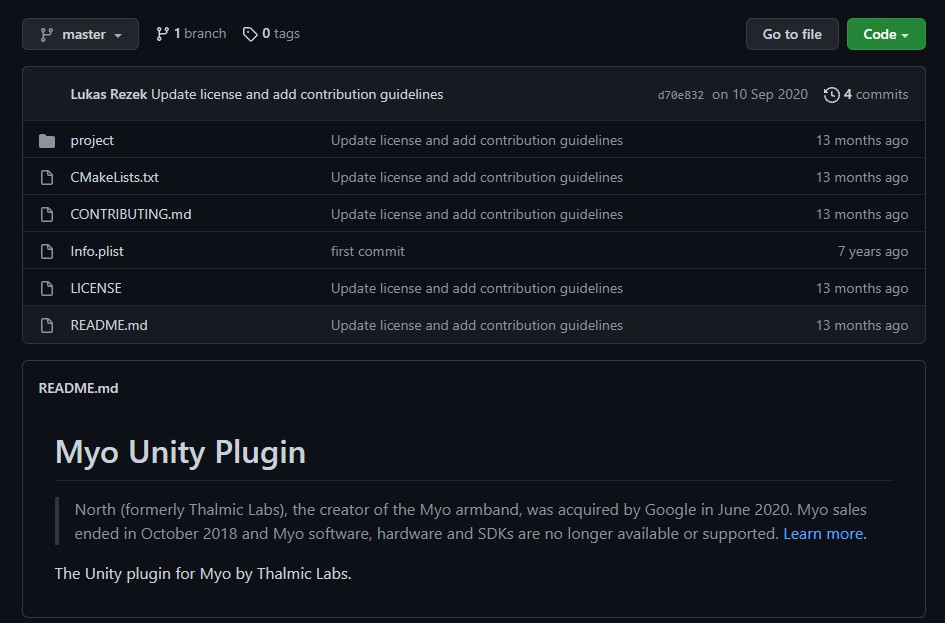 master 1 branch 0 tags Go to file Code
Lukas Rezek Update license and add contribution guidelines d70e832 on 10 Sep 2020 4 commits
project Update license and add contribution guidelines 13 months ago
CMakeLists.txt Update license and add contribution guidelines 13 months ago
CONTRIBUTING.md Update license and add contribution guidelines 13 months ago
Info.plist first commit 7 years ago
LICENSE Update license and add contribution guidelines 13 months ago
README.md Update license and add contribution guidelines 13 months ago
README.md
Myo Unity Plugin
North (formerly Thalmic Labs), the creator of the Myo armband, was acquired by Google in June 2020. Myo sales
ended in October 2018 and Myo software, hardware and SDKs are no longer available or supported. Learn more.
The Unity plugin for Myo by Thalmic Labs.